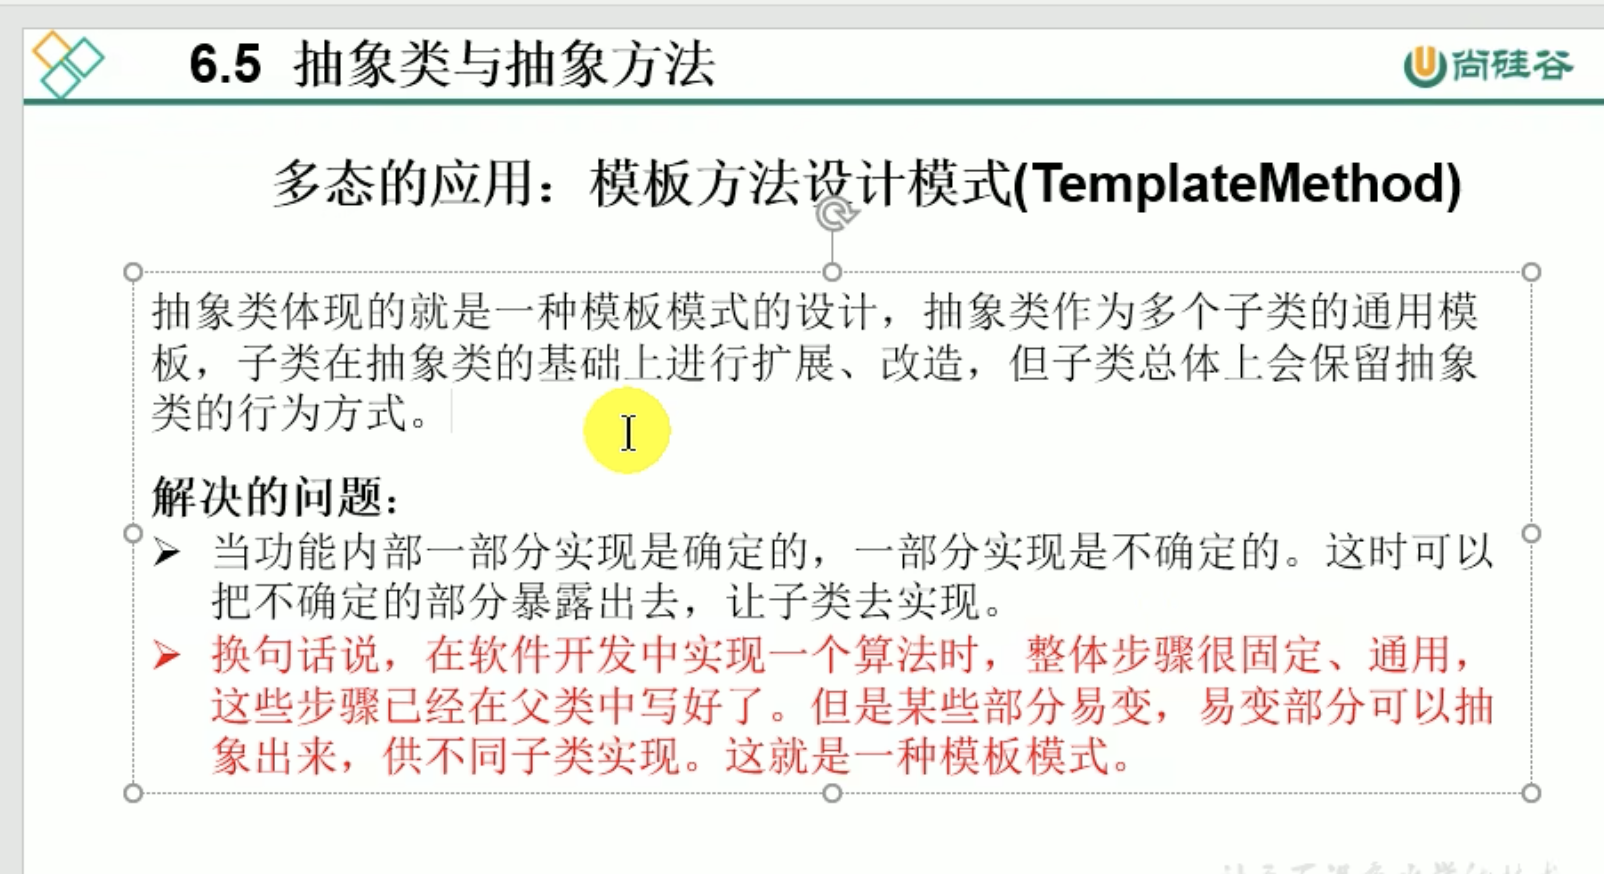 6.5 抽象类与抽象方法
尚硅谷
多态的应用：模板方法设计模式(TemplateMethod)
抽象类体现的就是一种模板模式的设计，抽象类作为多个子类的通用模
板，子类在抽象类的基础上进行扩展、改造，但子类总体上会保留抽象
类的行为方式。
解决的问题：
➢ 当功能内部一部分实现是确定的，一部分实现是不确定的。这时可以
把不确定的部分暴露出去，让子类去实现。
➢ 换句话说，在软件开发中实现一个算法时，整体步骤很固定、通用，
这些步骤已经在父类中写好了。但是某些部分易变，易变部分可以抽
象出来，供不同子类实现。这就是一种模板模式。